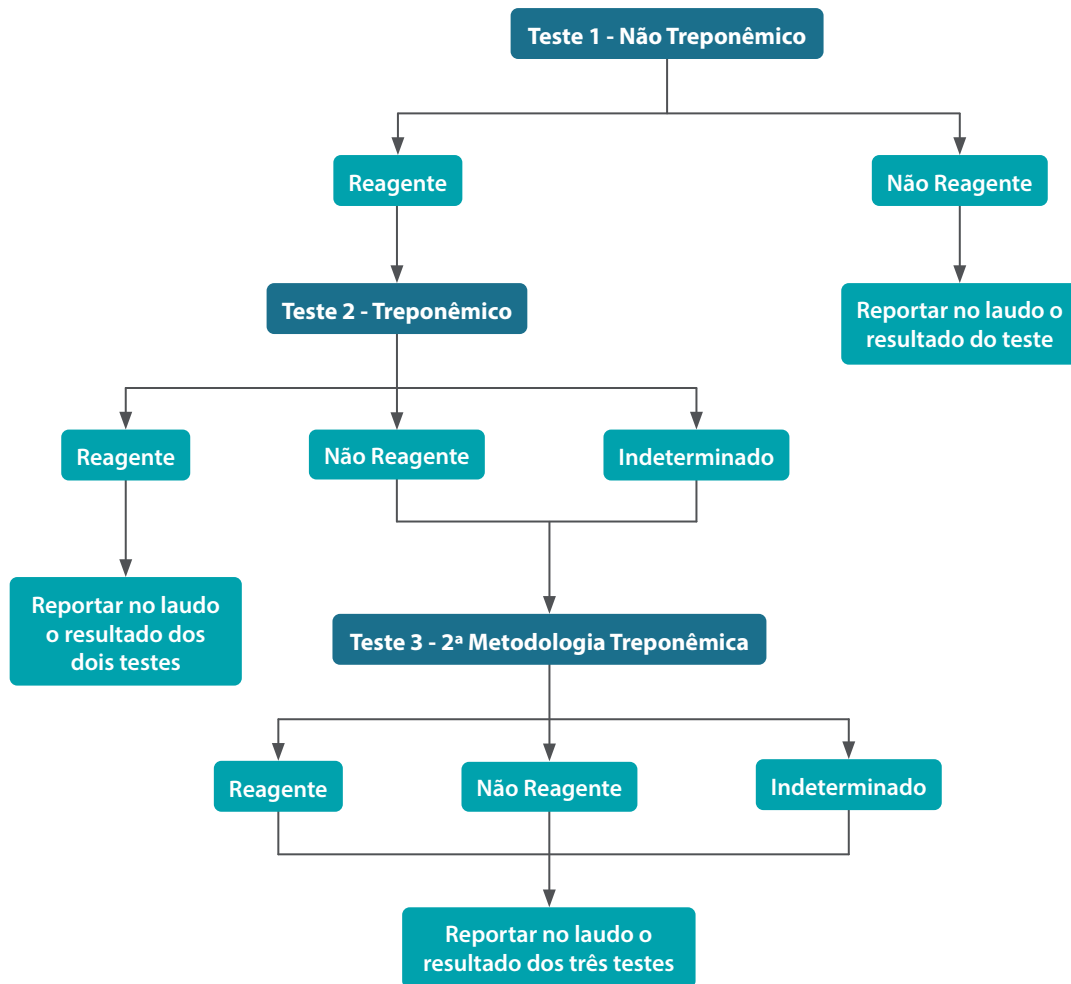 Teste 1 - Não Treponêmico
Reagente
Não Reagente
Teste 2 - Treponêmico
Reportar no laudo o
resultado do teste
Reagente
Não Reagente
Indeterminado
Reportar no laudo
o resultado dos
dois testes
Teste 3 - 2ª Metodologia Treponêmica
Reagente
Não Reagente
Indeterminado
Reportar no laudo o
resultado dos três testes